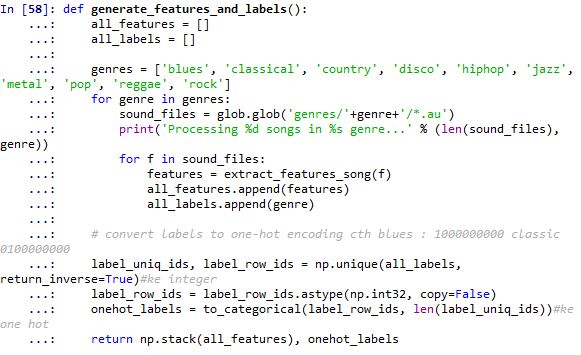 In [58]: def generate_features_and_labels():
    ...:     all_features = []
    ...:     all_labels = []
    ...:
    ...:     genres = ['blues', 'classical', 'country', 'disco', 'hiphop', 'jazz',
'metal', 'pop', 'reggae', 'rock']
    ...:     for genre in genres:
    ...:         sound_files = glob.glob('genres/'+genre+'/*.au')
    ...:         print('Processing %d songs in %s genre...' % (len(sound_files),
genre))
    ...:         for f in sound_files:
    ...:             features = extract_features_song(f)
    ...:             all_features.append(features)
    ...:             all_labels.append(genre)
    ...:
    ...:     # convert labels to one-hot encoding cth blues : 1000000000 classic
0100000000
    ...:     label_uniq_ids, label_row_ids = np.unique(all_labels,
return_inverse=True)#ke integer
    ...:     label_row_ids = label_row_ids.astype(np.int32, copy=False)
    ...:     onehot_labels = to_categorical(label_row_ids, len(label_uniq_ids))#ke
one hot
    ...:     return np.stack(all_features), onehot_labels